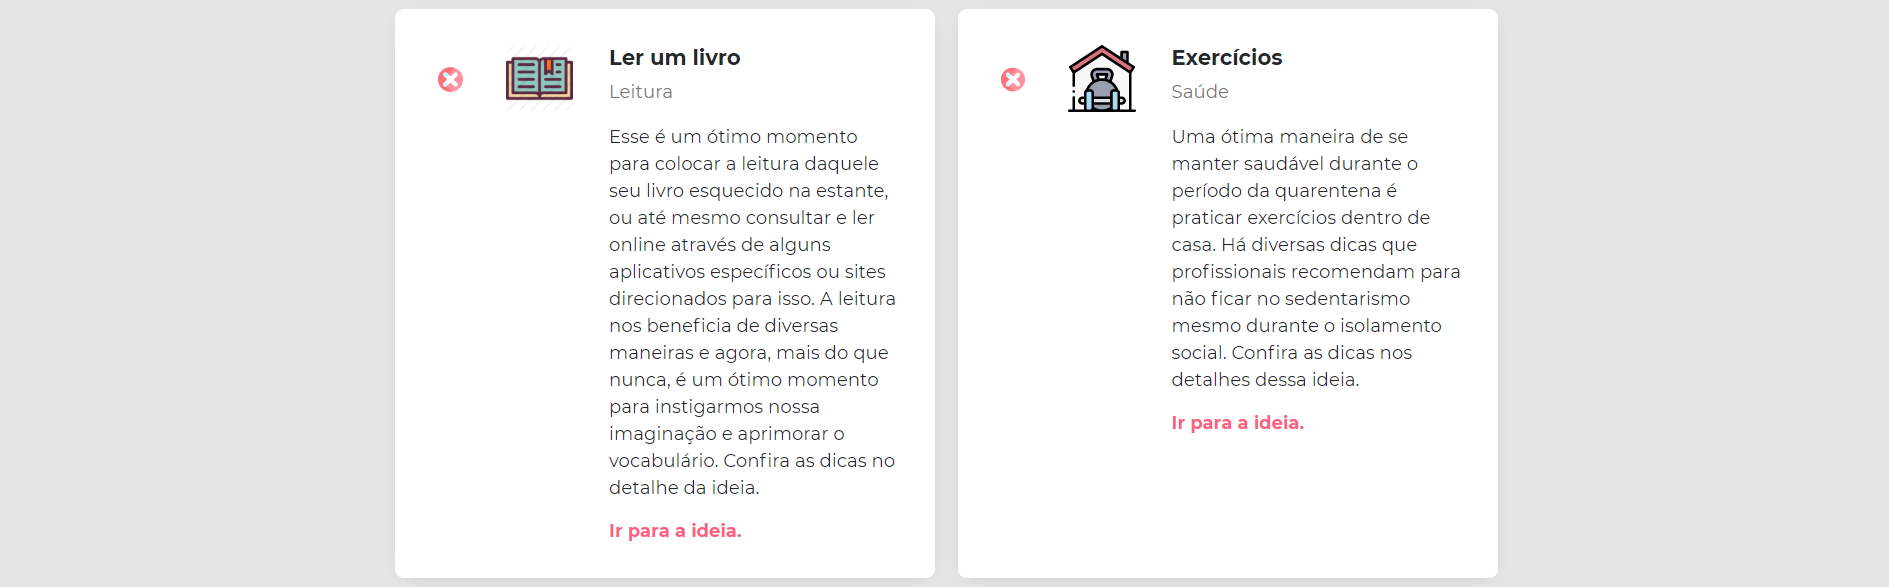 Ler um livro
Leitura
Esse é um ótimo momento
para colocar a leitura daquele
seu livro esquecido na estante,
ou até mesmo consultar e ler
online através de alguns
aplicativos específicos ou sites
direcionados para isso. A leitura
nos beneficia de diversas
maneiras e agora, mais do que
nunca, é um ótimo momento
para instigarmos nossa
imaginação e aprimorar o
vocabulário. Confira as dicas no
detalhe da ideia.
Ir para a ideia.
Exercícios
Saúde
Uma ótima maneira de se
manter saudável durante o
período da quarentena é
praticar exercícios dentro de
casa. Há diversas dicas que
profissionais recomendam para
não ficar no sedentarismo
mesmo durante o isolamento
social. Confira as dicas nos
detalhes dessa ideia.
Ir para a ideia.